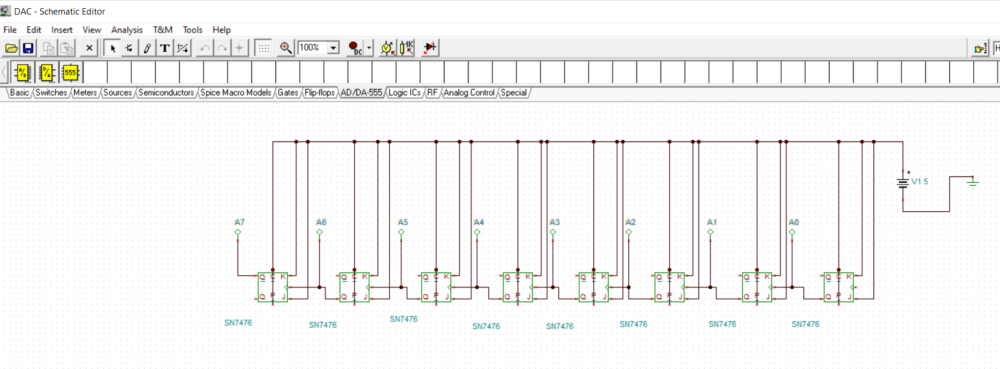 DAC - Schematic Editor
File Edit Insert View Analysis T&M Tools Help
T 100% DC V 1K H
A/D D/A 555
Basic Switches Meters Sources Semiconductors Spice Macro Models Gates Flip-flops AD/DA-555 Logic ICs RF Analog Control Special
+
V1 5
A7 A6 A5 A4 A3 A2 A1 A0
Q C K Q C K Q C K Q C K Q C K Q C K Q C K Q C K
Q P J Q P J Q P J Q P J Q P J Q P J Q P J Q P J
SN7476 SN7476 SN7476 SN7476 SN7476 SN7476 SN7476 SN7476